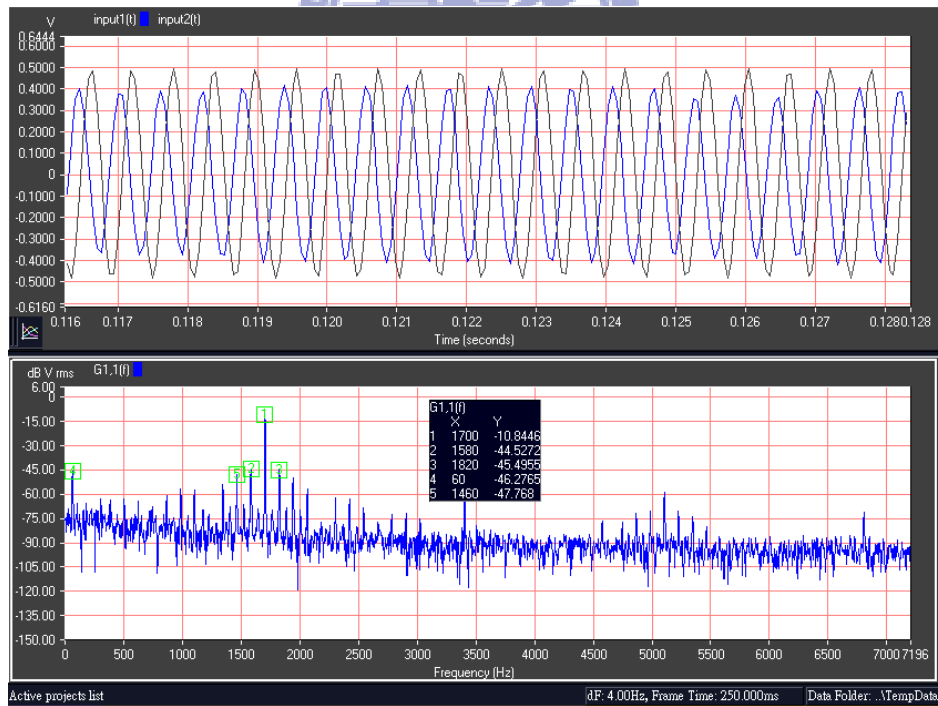 V input1(t) input2(t)
0.6444
0.6000
0.5000
0.4000
0.3000
0.2000
0.1000
0
-0.1000
-0.2000
-0.3000
-0.4000
-0.5000
-0.6160
0.116 0.117 0.118 0.119 0.120 0.121 0.122 0.123 0.124 0.125 0.126 0.127 0.128 0.128
Time (seconds)
dB V rms G1,1(f)
6.00
0
-15.00
-30.00
-45.00
-60.00
-75.00
-90.00
-105.00
-120.00
-135.00
-150.00
1
2
3
4
5
G1,1(f)
X Y
1 1700 -10.8446
2 1580 -44.5272
3 1820 -45.4955
4 60 -46.2765
5 1460 -47.768
0 500 1000 1500 2000 2500 3000 3500 4000 4500 5000 5500 6000 6500 7000 7196
Frequency (Hz)
Active projects list dF: 4.00Hz, Frame Time: 250.000ms Data Folder: ..\TempData